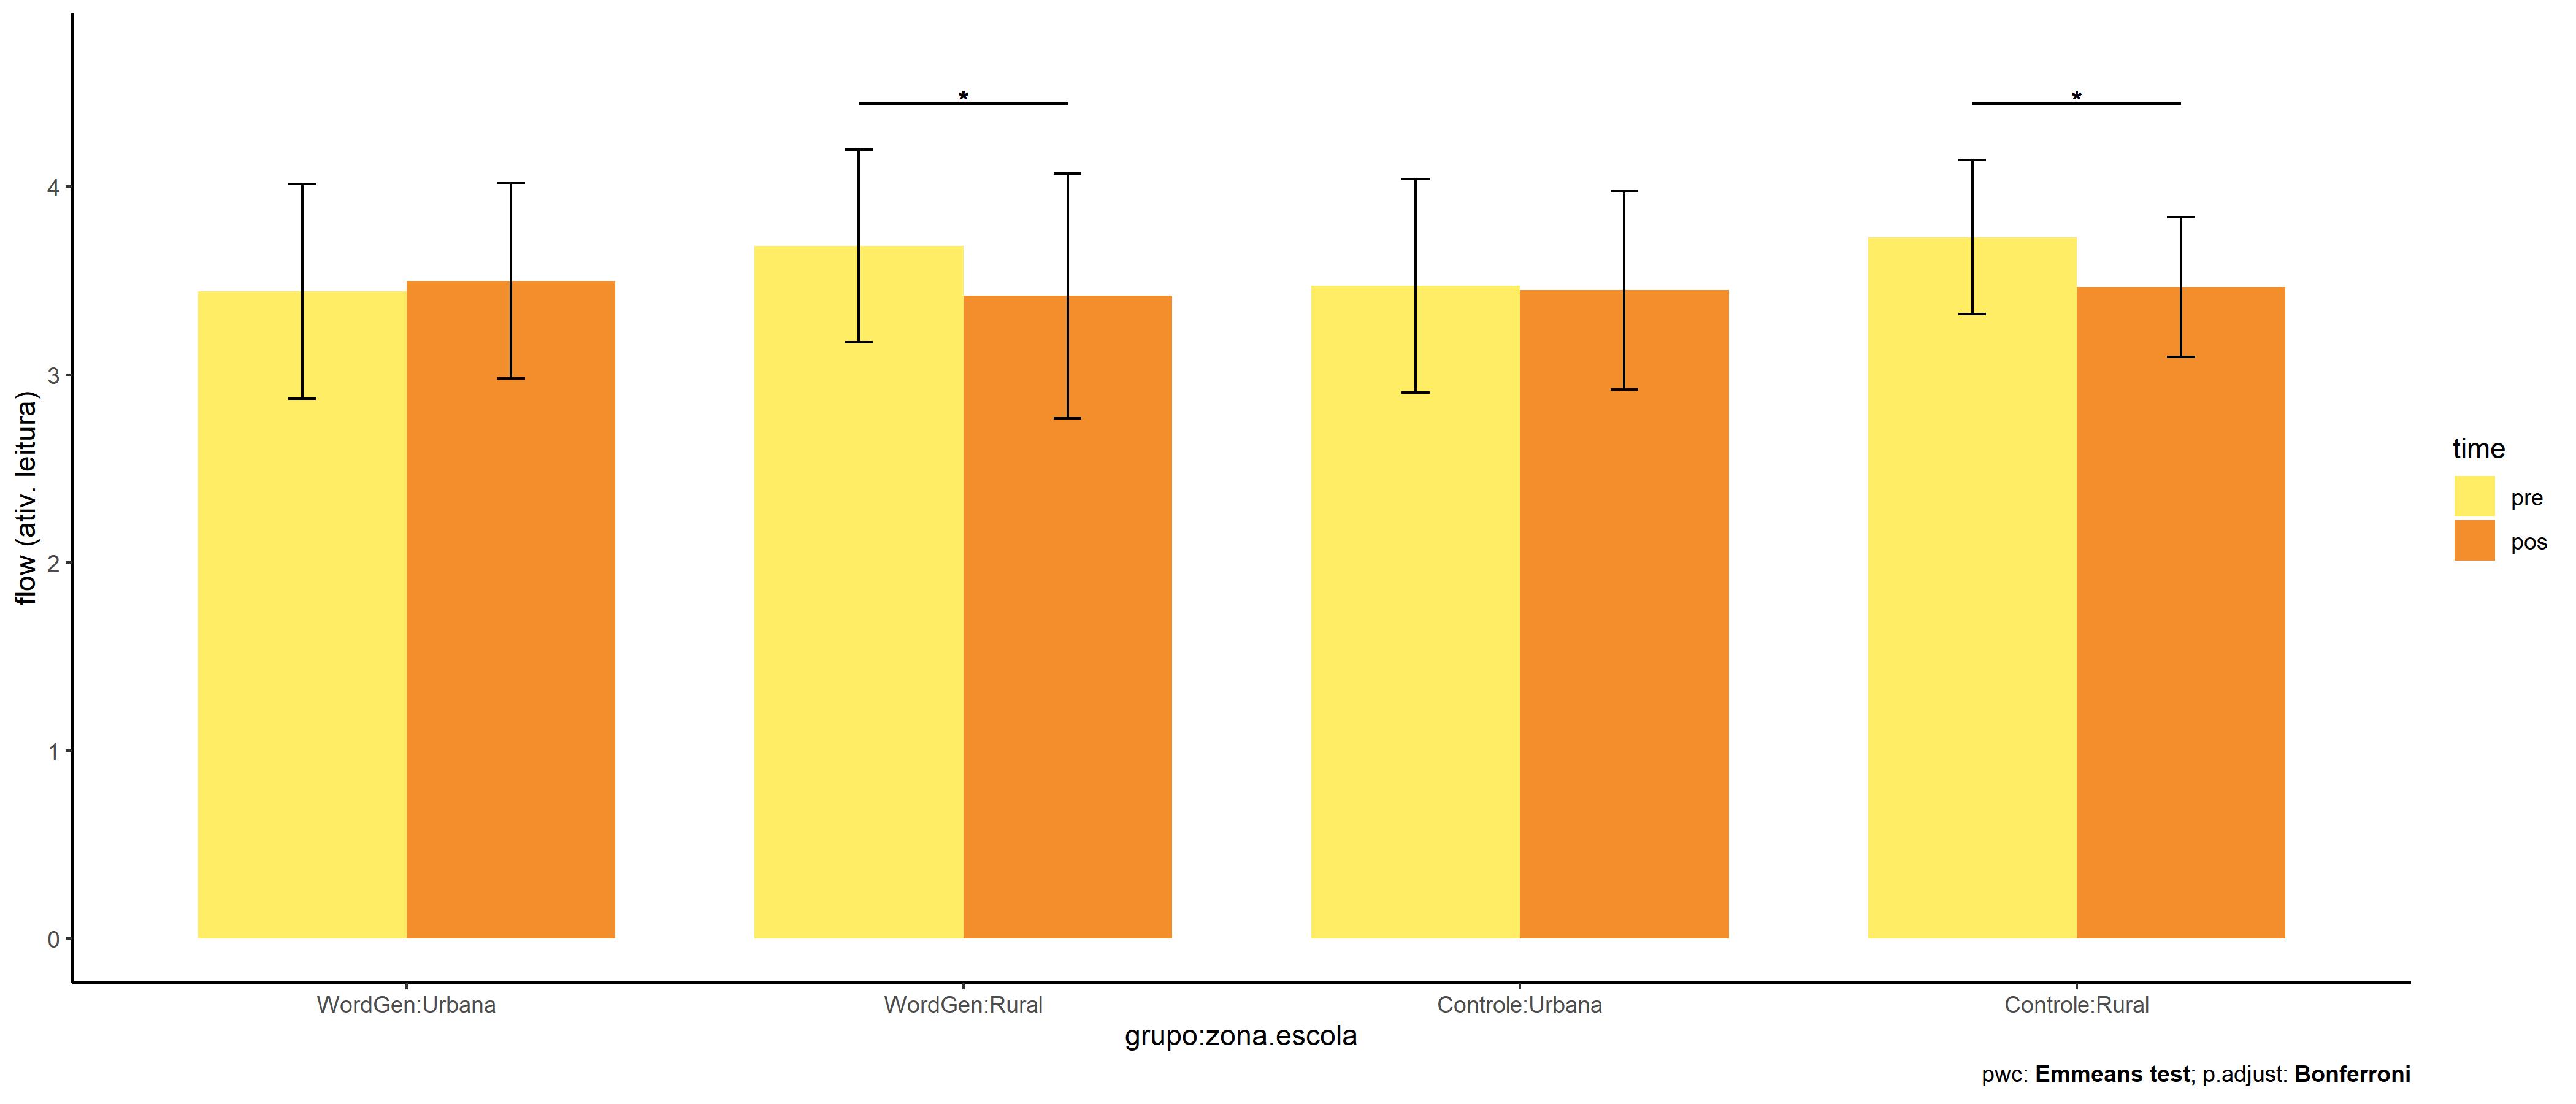 *
*
4
3
2
1
0
flow (ativ. leitura)
WordGen:Urbana
WordGen:Rural
Controle:Urbana
Controle:Rural
grupo:zona.escola
time
pre
pos
pwc: Emmeans test; p.adjust: Bonferroni